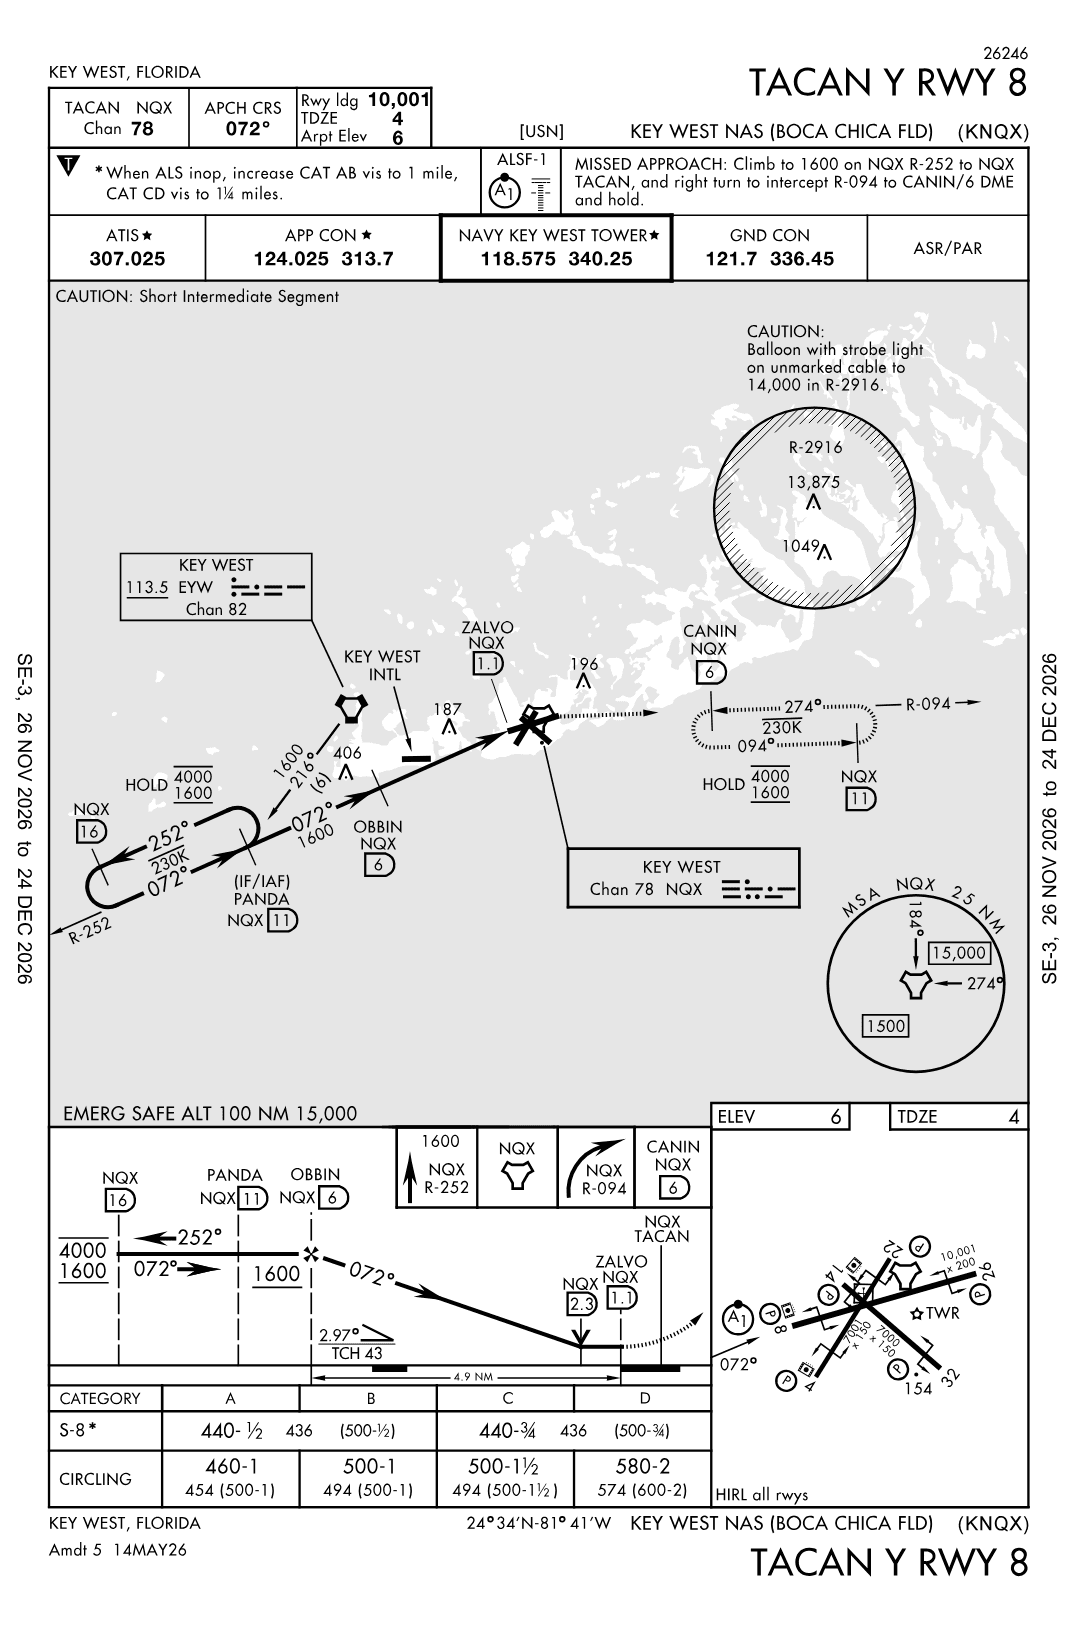 26246
KEY WEST, FLORIDA
TACAN Y RWY 8
TACAN NQX
Chan 78
APCH CRS
072°
Rwy ldg 10,001
TDZE 4
Arpt Elev 6
[USN]
KEY WEST NAS (BOCA CHICA FLD) (KNQX)
T
*When ALS inop, increase CAT AB vis to 1 mile,
CAT CD vis to 1¼ miles.
ALSF-1
A1
MISSED APPROACH: Climb to 1600 on NQX R-252 to NQX
TACAN, and right turn to intercept R-094 to CANIN/6 DME
and hold.
ATIS★
307.025
APP CON ★
124.025 313.7
NAVY KEY WEST TOWER★
118.575 340.25
GND CON
121.7 336.45
ASR/PAR
CAUTION: Short Intermediate Segment
CAUTION:
Balloon with strobe light
on unmarked cable to
14,000 in R-2916.
R-2916
13,875
1049
KEY WEST
113.5 EYW
Chan 82
ZALVO
NQX
1.1
CANIN
NQX
6
KEY WEST
INTL
196
187
406
274°
230K
094°
R-094
HOLD 4000
1600
NQX
11
1600
216°
(6)
HOLD 4000
1600
NQX
16
252°
230K
072°
072°
1600
OBBIN
NQX
6
(IF/IAF)
PANDA
NQX 11
R-252
KEY WEST
Chan 78 NQX
MSA NQX 25 NM
184°
15,000
274°
1500
SE-3, 26 NOV 2026 to 24 DEC 2026
SE-3, 26 NOV 2026 to 24 DEC 2026
EMERG SAFE ALT 100 NM 15,000
ELEV 6
TDZE 4
1600
NQX
R-252
NQX
NQX
R-094
CANIN
NQX
6
NQX
16
PANDA
NQX 11
OBBIN
NQX 6
NQX
TACAN
252°
4000
1600
072°
1600
072°
ZALVO
NQX
1.1
NQX
2.3
2.97°
TCH 43
4.9 NM
22
P
10,001
x 200
14
P
26
P
A1
P
8
TWR
7001
x 150
7000
x 150
072°
P
4
P
154
32
HIRL all rwys
CATEGORY A B C D
S-8* 440-½ 436 (500-½) 440-¾ 436 (500-¾)
CIRCLING
460-1
454 (500-1)
500-1
494 (500-1)
500-1½
494 (500-1½)
580-2
574 (600-2)
KEY WEST, FLORIDA
24°34'N-81°41'W
KEY WEST NAS (BOCA CHICA FLD) (KNQX)
Amdt 5 14MAY26
TACAN Y RWY 8